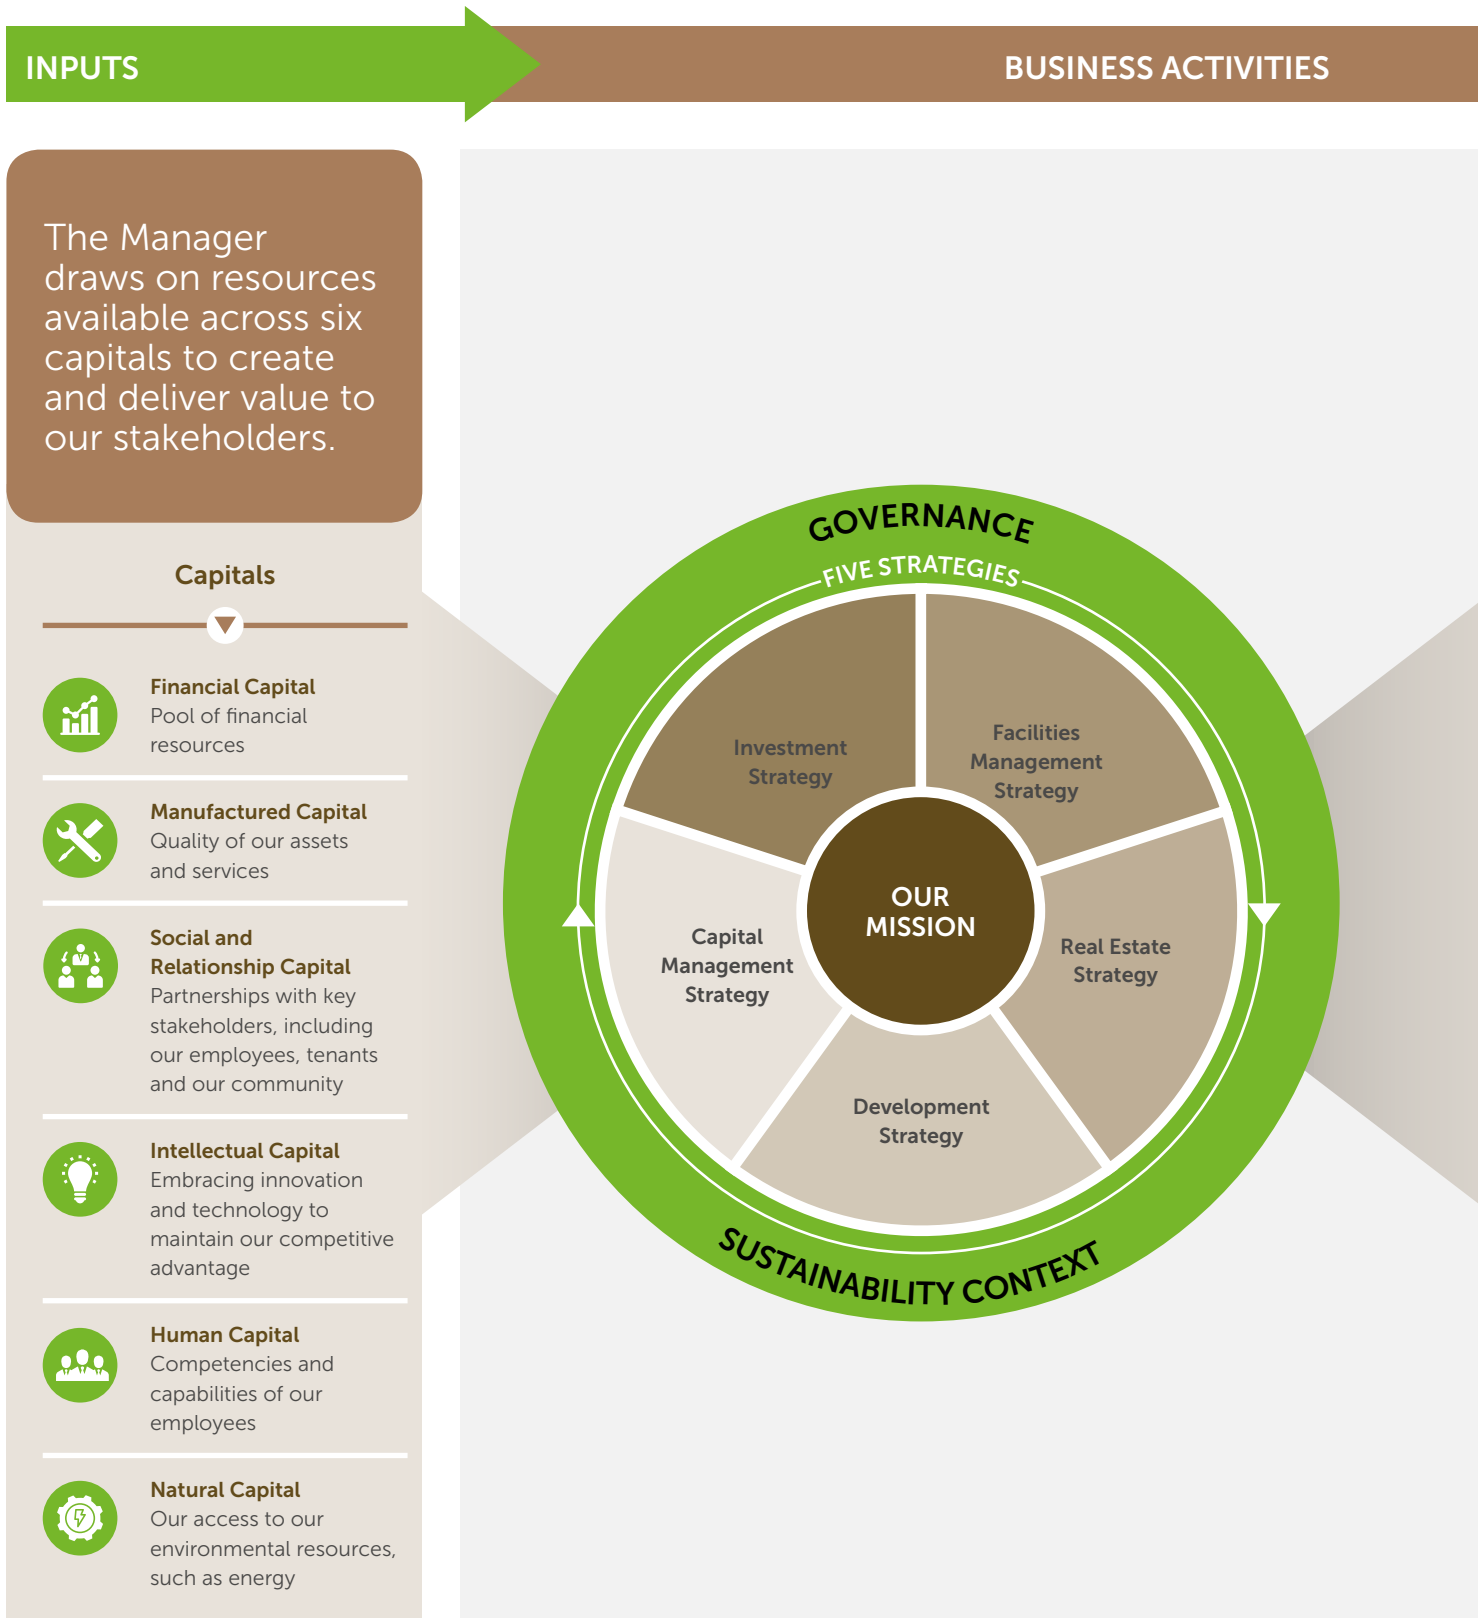 INPUTS
BUSINESS ACTIVITIES
The Manager
draws on resources
available across six
capitals to create
and deliver value to
our stakeholders.
Capitals
Financial Capital
Pool of financial
resources
Manufactured Capital
Quality of our assets
and services
Social and
Relationship Capital
Partnerships with key
stakeholders, including
our employees, tenants
and our community
Intellectual Capital
Embracing innovation
and technology to
maintain our competitive
advantage
Human Capital
Competencies and
capabilities of our
employees
Natural Capital
Our access to our
environmental resources,
such as energy
GOVERNANCE
FIVE STRATEGIES
Investment
Strategy
Facilities
Management
Strategy
Capital
Management
Strategy
OUR
MISSION
Real Estate
Strategy
Development
Strategy
SUSTAINABILITY CONTEXT